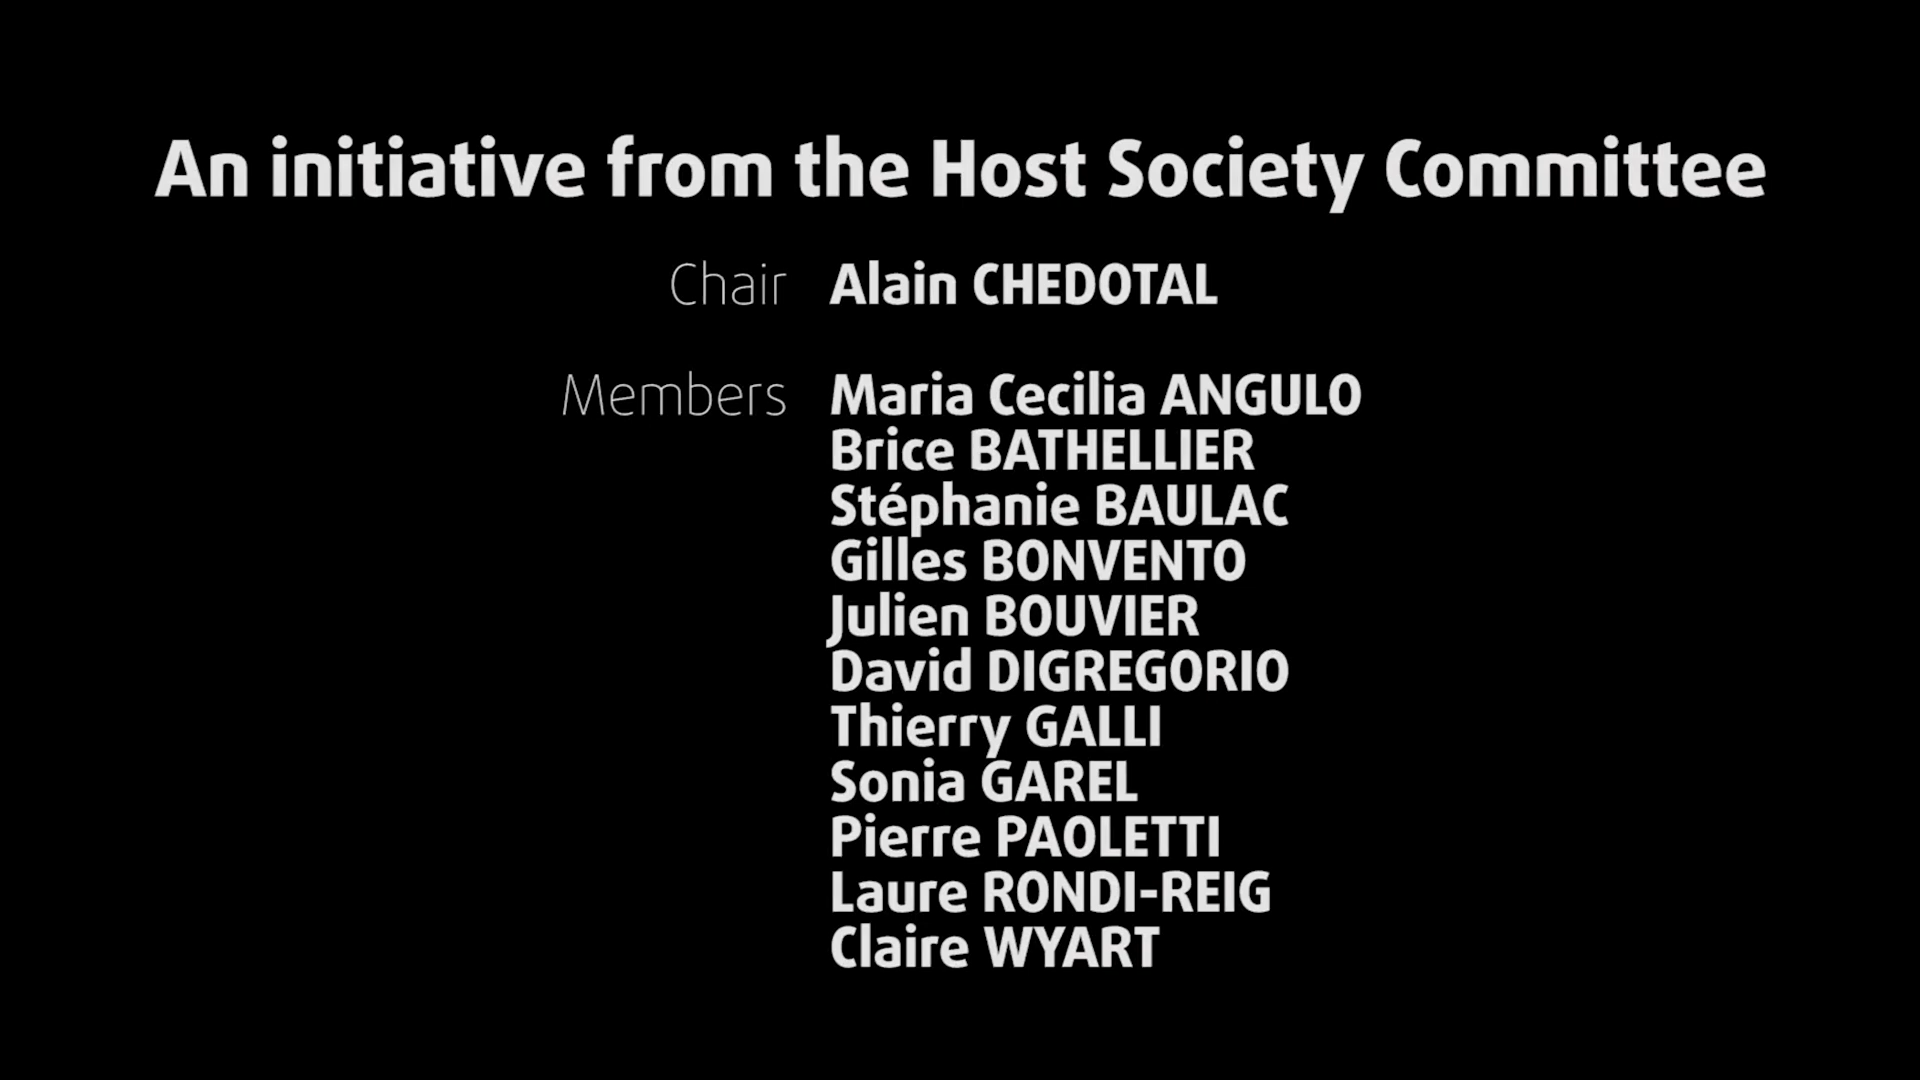 An initiative from the Host Society Committee
Chair Alain CHEDOTAL
Members Maria Cecilia ANGULO
Brice BATHELLIER
Stéphanie BAULAC
Gilles BONVENTO
Julien BOUVIER
David DIGREGORIO
Thierry GALLI
Sonia GAREL
Pierre PAOLETTI
Laure RONDI-REIG
Claire WYART